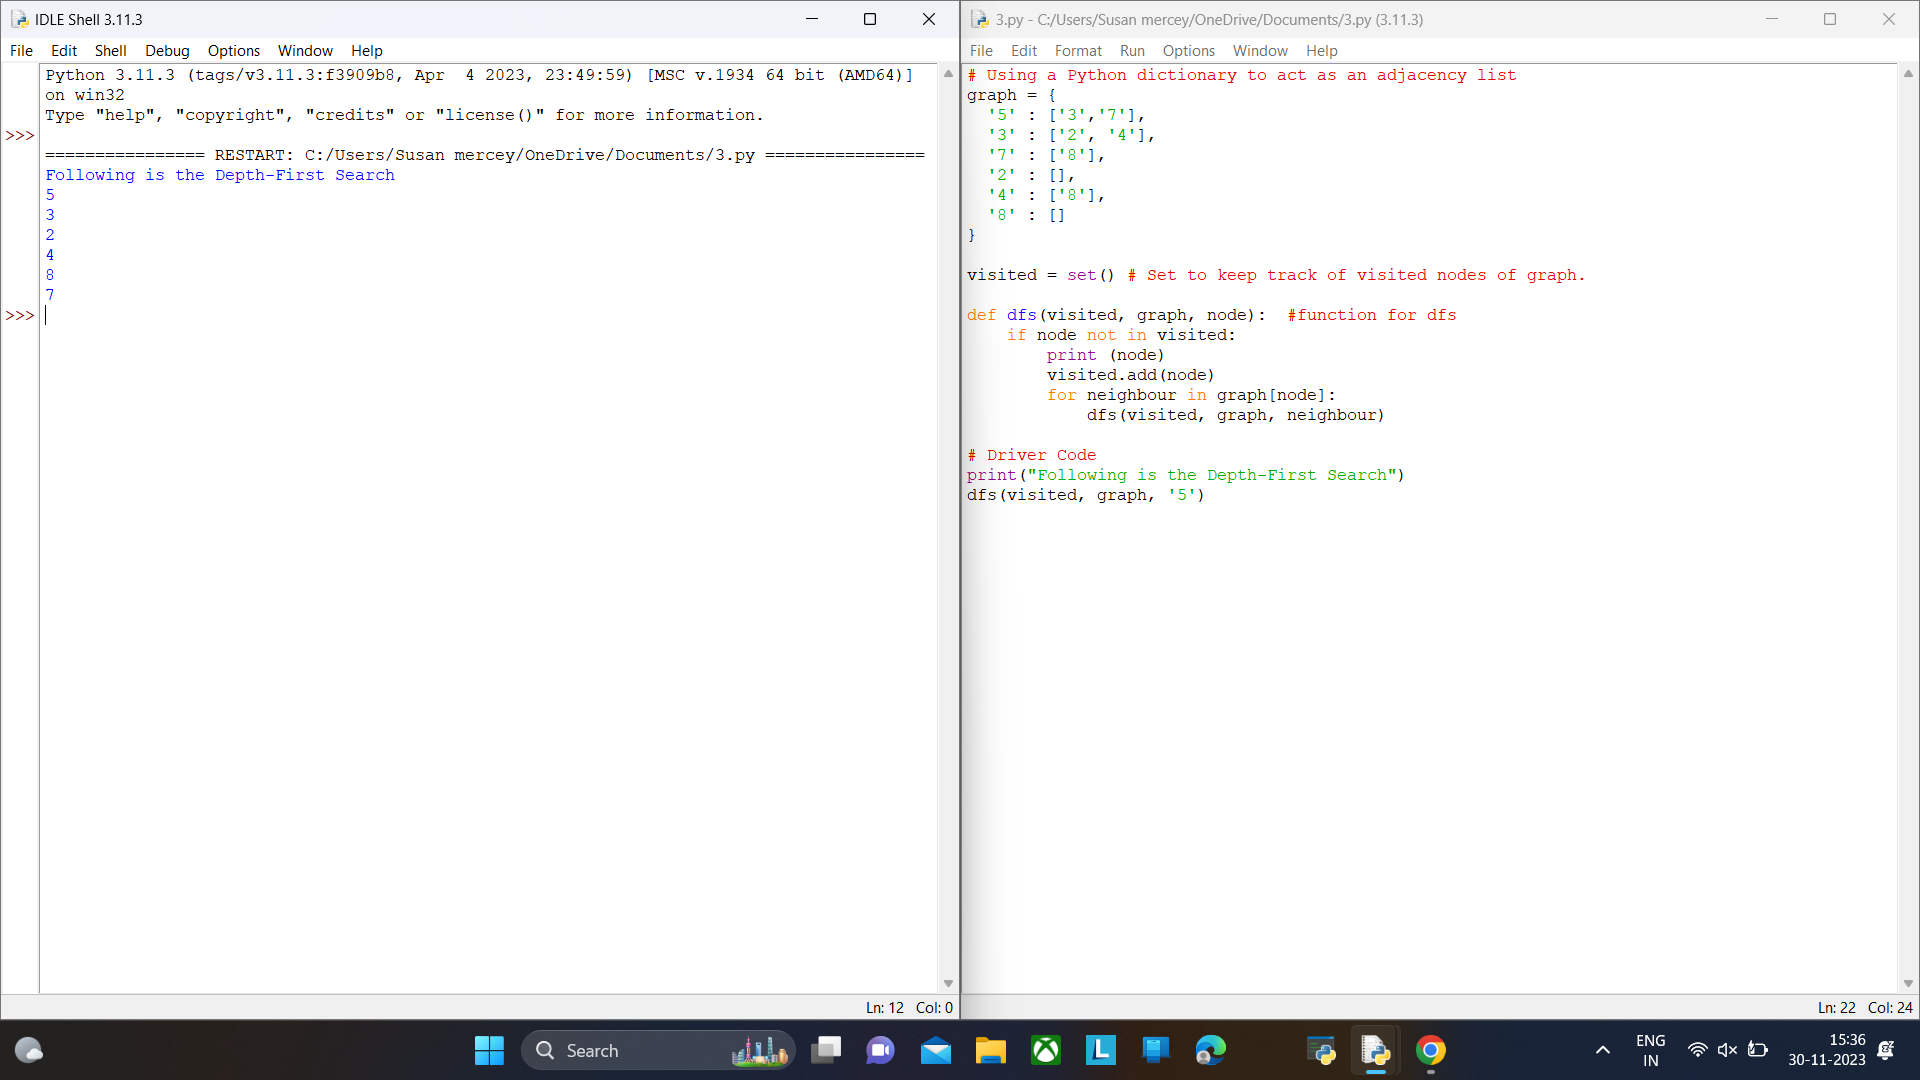 IDLE Shell 3.11.3
File Edit Shell Debug Options Window Help
Python 3.11.3 (tags/v3.11.3:f3909b8, Apr  4 2023, 23:49:59) [MSC v.1934 64 bit (AMD64)]
on win32
Type "help", "copyright", "credits" or "license()" for more information.
>>>
================ RESTART: C:/Users/Susan mercey/OneDrive/Documents/3.py ================
Following is the Depth-First Search
5
3
2
4
8
7
>>>
Ln: 12 Col: 0
3.py - C:/Users/Susan mercey/OneDrive/Documents/3.py (3.11.3)
File Edit Format Run Options Window Help
# Using a Python dictionary to act as an adjacency list
graph = {
  '5' : ['3','7'],
  '3' : ['2', '4'],
  '7' : ['8'],
  '2' : [],
  '4' : ['8'],
  '8' : []
}
visited = set() # Set to keep track of visited nodes of graph.
def dfs(visited, graph, node):  #function for dfs
    if node not in visited:
        print (node)
        visited.add(node)
        for neighbour in graph[node]:
            dfs(visited, graph, neighbour)
# Driver Code
print("Following is the Depth-First Search")
dfs(visited, graph, '5')
Ln: 22 Col: 24
Search
L
ENG
IN
15:36
30-11-2023